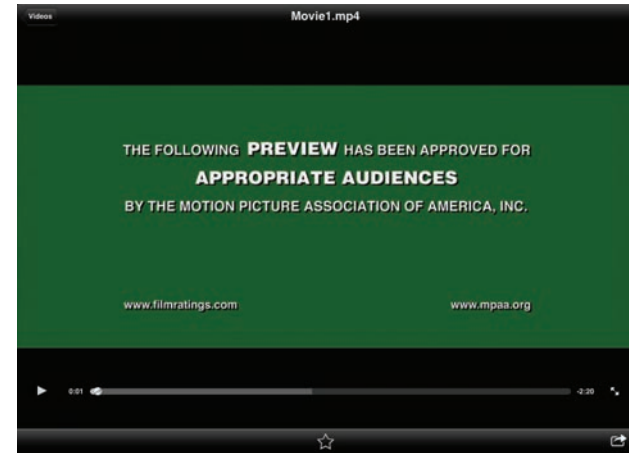 Videos
Movie1.mp4
THE FOLLOWING PREVIEW HAS BEEN APPROVED FOR
APPROPRIATE AUDIENCES
BY THE MOTION PICTURE ASSOCIATION OF AMERICA, INC.
www.filmratings.com www.mpaa.org
0:01 -2:20